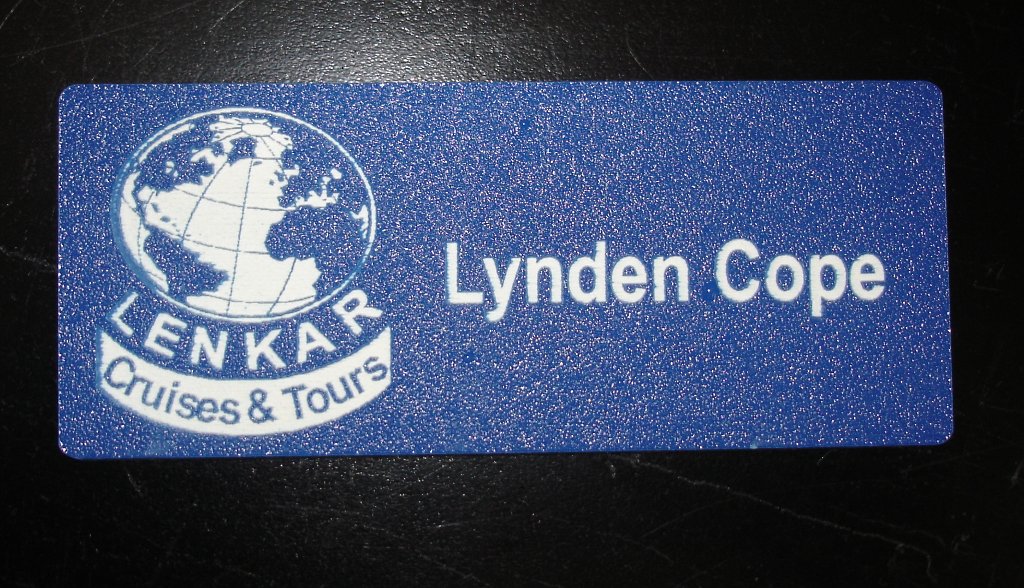 LENKAR
Cruises & Tours
Lynden Cope